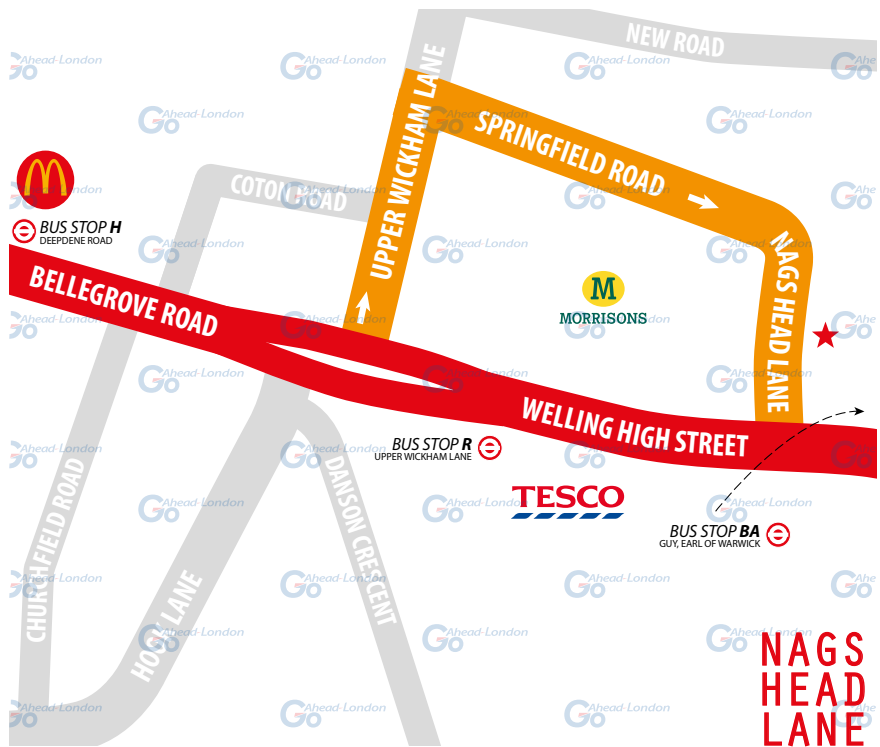 NEW ROAD
UPPER WICKHAM LANE
SPRINGFIELD ROAD
COTON ROAD
BUS STOP H
DEEPDENE ROAD
BELLEGROVE ROAD
NAGS HEAD LANE
M
MORRISONS
WELLING HIGH STREET
BUS STOP R
UPPER WICKHAM LANE
TESCO
BUS STOP BA
GUY, EARL OF WARWICK
DANSON CRESCENT
CHURCHFIELD ROAD
HOOK LANE
NAGS
HEAD
LANE
Go Ahead-London